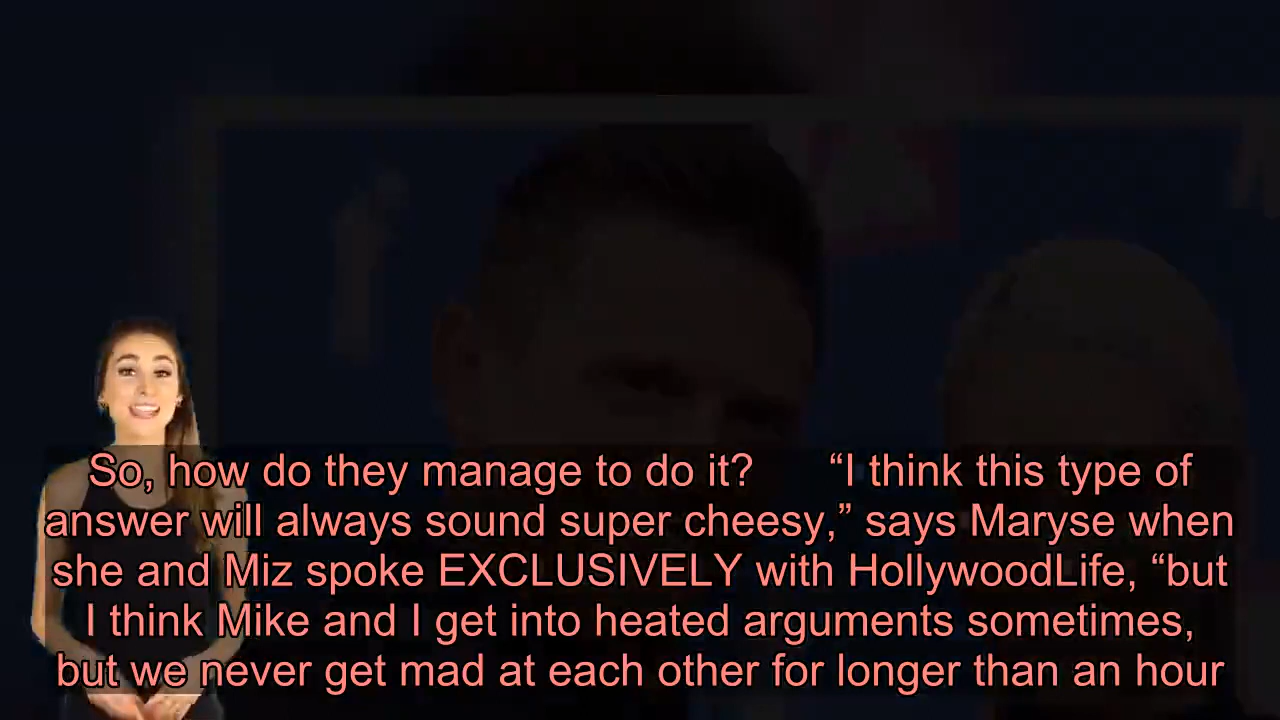 So, how do they manage to do it? “I think this type of
answer will always sound super cheesy,” says Maryse when
she and Miz spoke EXCLUSIVELY with HollywoodLife, “but
I think Mike and I get into heated arguments sometimes,
but we never get mad at each other for longer than an hour